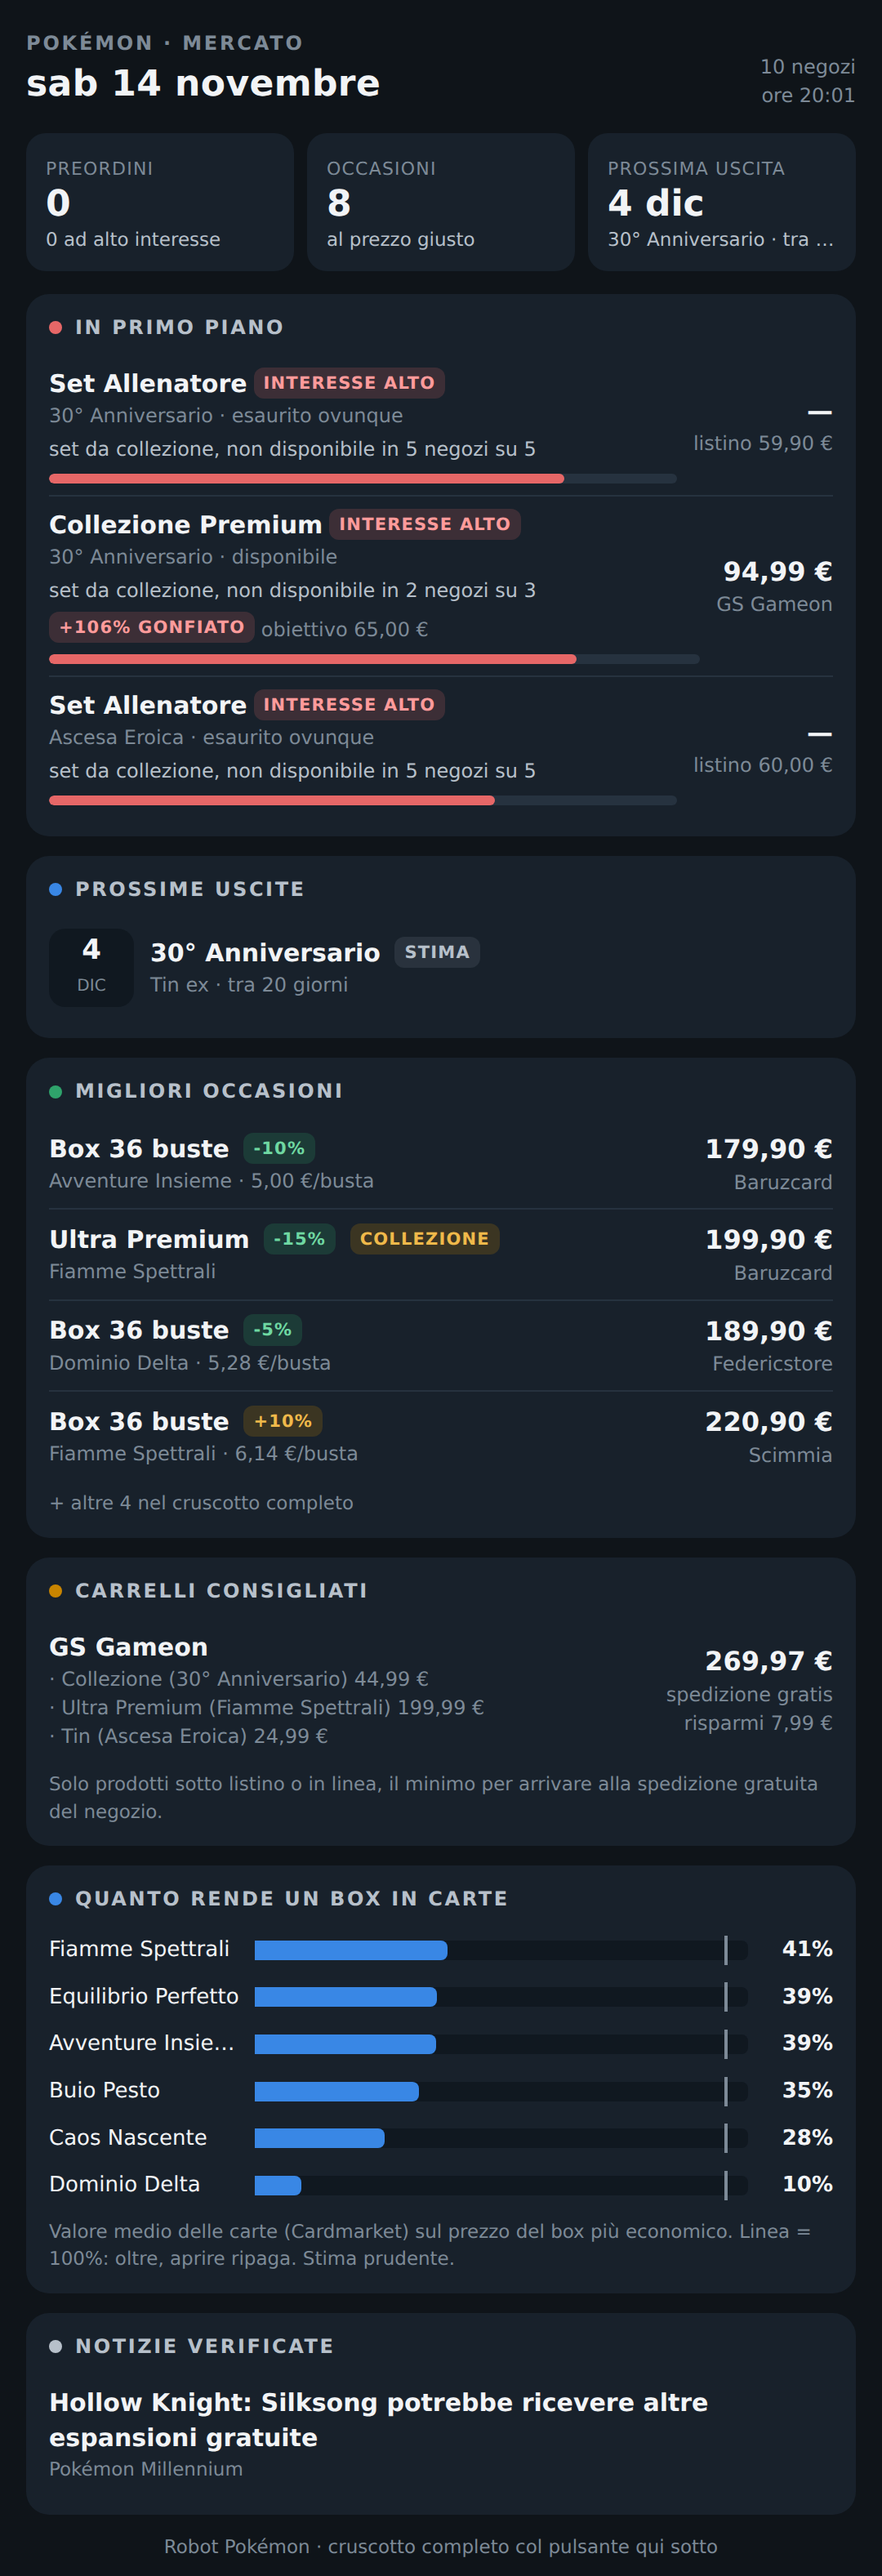 POKÉMON · MERCATO
sab 14 novembre
10 negozi
ore 20:01
PREORDINI
0
0 ad alto interesse
OCCASIONI
8
al prezzo giusto
PROSSIMA USCITA
4 dic
30° Anniversario · tra …
IN PRIMO PIANO
Set Allenatore INTERESSE ALTO
30° Anniversario · esaurito ovunque
set da collezione, non disponibile in 5 negozi su 5
—
listino 59,90 €
Collezione Premium INTERESSE ALTO
30° Anniversario · disponibile
set da collezione, non disponibile in 2 negozi su 3
+106% GONFIATO obiettivo 65,00 €
94,99 €
GS Gameon
Set Allenatore INTERESSE ALTO
Ascesa Eroica · esaurito ovunque
set da collezione, non disponibile in 5 negozi su 5
—
listino 60,00 €
PROSSIME USCITE
4
DIC
30° Anniversario STIMA
Tin ex · tra 20 giorni
MIGLIORI OCCASIONI
Box 36 buste -10%
Avventure Insieme · 5,00 €/busta
179,90 €
Baruzcard
Ultra Premium -15% COLLEZIONE
Fiamme Spettrali
199,90 €
Baruzcard
Box 36 buste -5%
Dominio Delta · 5,28 €/busta
189,90 €
Federicstore
Box 36 buste +10%
Fiamme Spettrali · 6,14 €/busta
220,90 €
Scimmia
+ altre 4 nel cruscotto completo
CARRELLI CONSIGLIATI
GS Gameon
· Collezione (30° Anniversario) 44,99 €
· Ultra Premium (Fiamme Spettrali) 199,99 €
· Tin (Ascesa Eroica) 24,99 €
269,97 €
spedizione gratis
risparmi 7,99 €
Solo prodotti sotto listino o in linea, il minimo per arrivare alla spedizione gratuita
del negozio.
QUANTO RENDE UN BOX IN CARTE
Fiamme Spettrali 41%
Equilibrio Perfetto 39%
Avventure Insie… 39%
Buio Pesto 35%
Caos Nascente 28%
Dominio Delta 10%
Valore medio delle carte (Cardmarket) sul prezzo del box più economico. Linea =
100%: oltre, aprire ripaga. Stima prudente.
NOTIZIE VERIFICATE
Hollow Knight: Silksong potrebbe ricevere altre
espansioni gratuite
Pokémon Millennium
Robot Pokémon · cruscotto completo col pulsante qui sotto